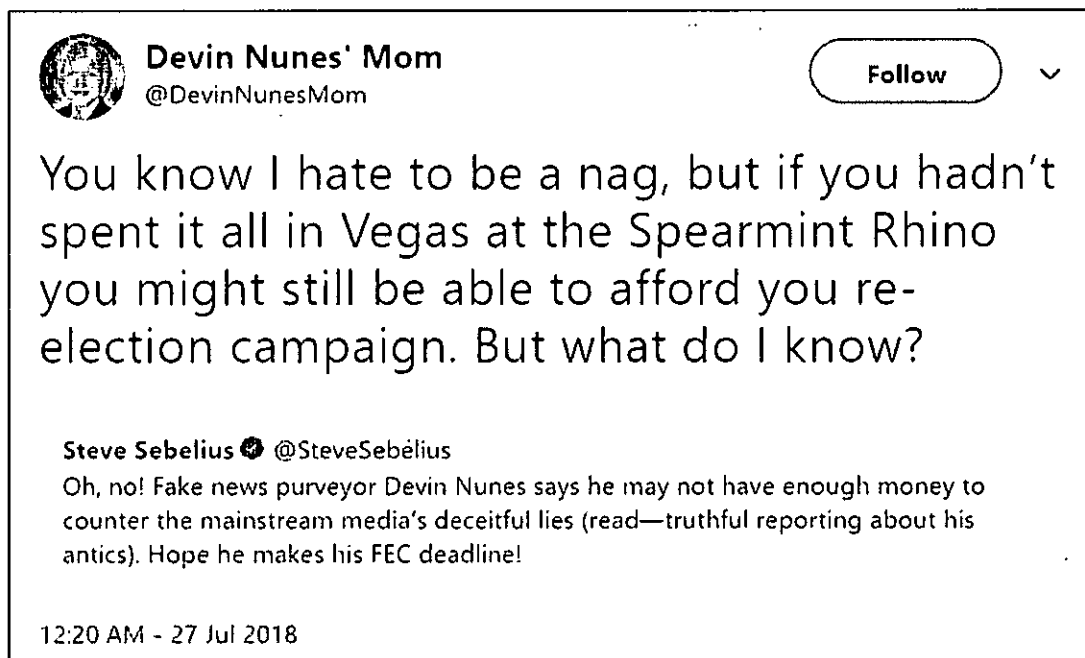 Devin Nunes' Mom
@DevinNunesMom
Follow
You know I hate to be a nag, but if you hadn't
spent it all in Vegas at the Spearmint Rhino
you might still be able to afford you re-
election campaign. But what do I know?
Steve Sebelius @SteveSebelius
Oh, no! Fake news purveyor Devin Nunes says he may not have enough money to
counter the mainstream media's deceitful lies (read—truthful reporting about his
antics). Hope he makes his FEC deadline!
12:20 AM - 27 Jul 2018